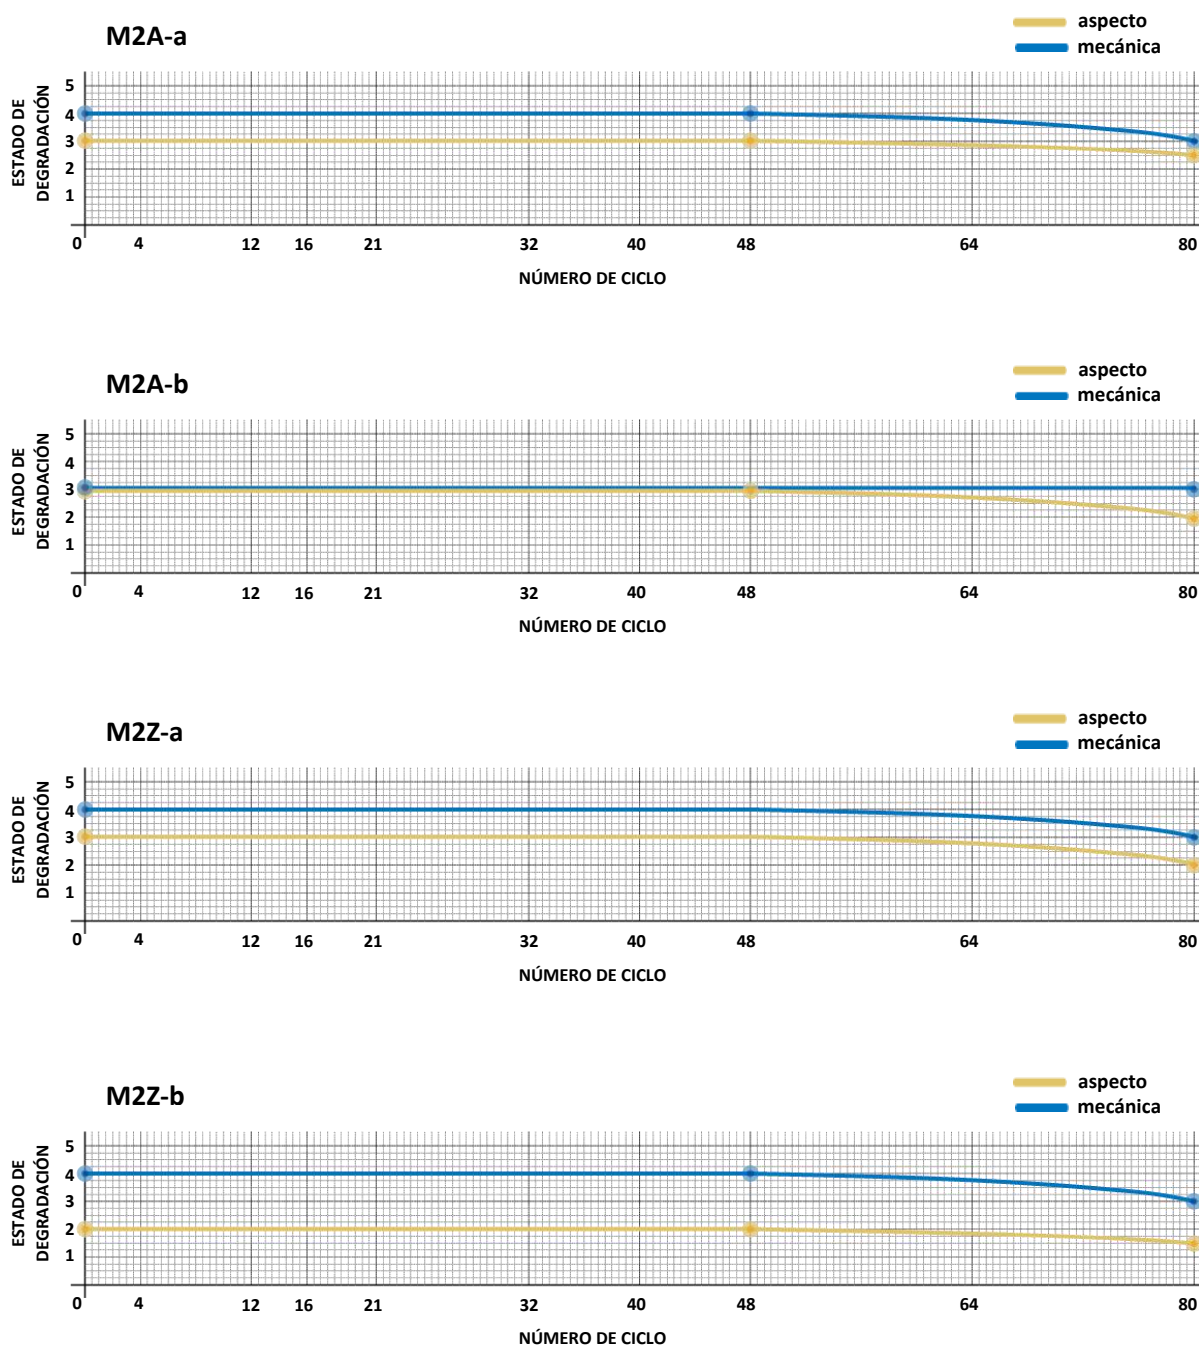 M2A-a
aspecto
mecánica
ESTADO DE
DEGRADACIÓN
5
4
3
2
1
0 4 12 16 21 32 40 48 64 80
NÚMERO DE CICLO
M2A-b
aspecto
mecánica
ESTADO DE
DEGRADACIÓN
5
4
3
2
1
0 4 12 16 21 32 40 48 64 80
NÚMERO DE CICLO
M2Z-a
aspecto
mecánica
ESTADO DE
DEGRADACIÓN
5
4
3
2
1
0 4 12 16 21 32 40 48 64 80
NÚMERO DE CICLO
M2Z-b
aspecto
mecánica
ESTADO DE
DEGRADACIÓN
5
4
3
2
1
0 4 12 16 21 32 40 48 64 80
NÚMERO DE CICLO